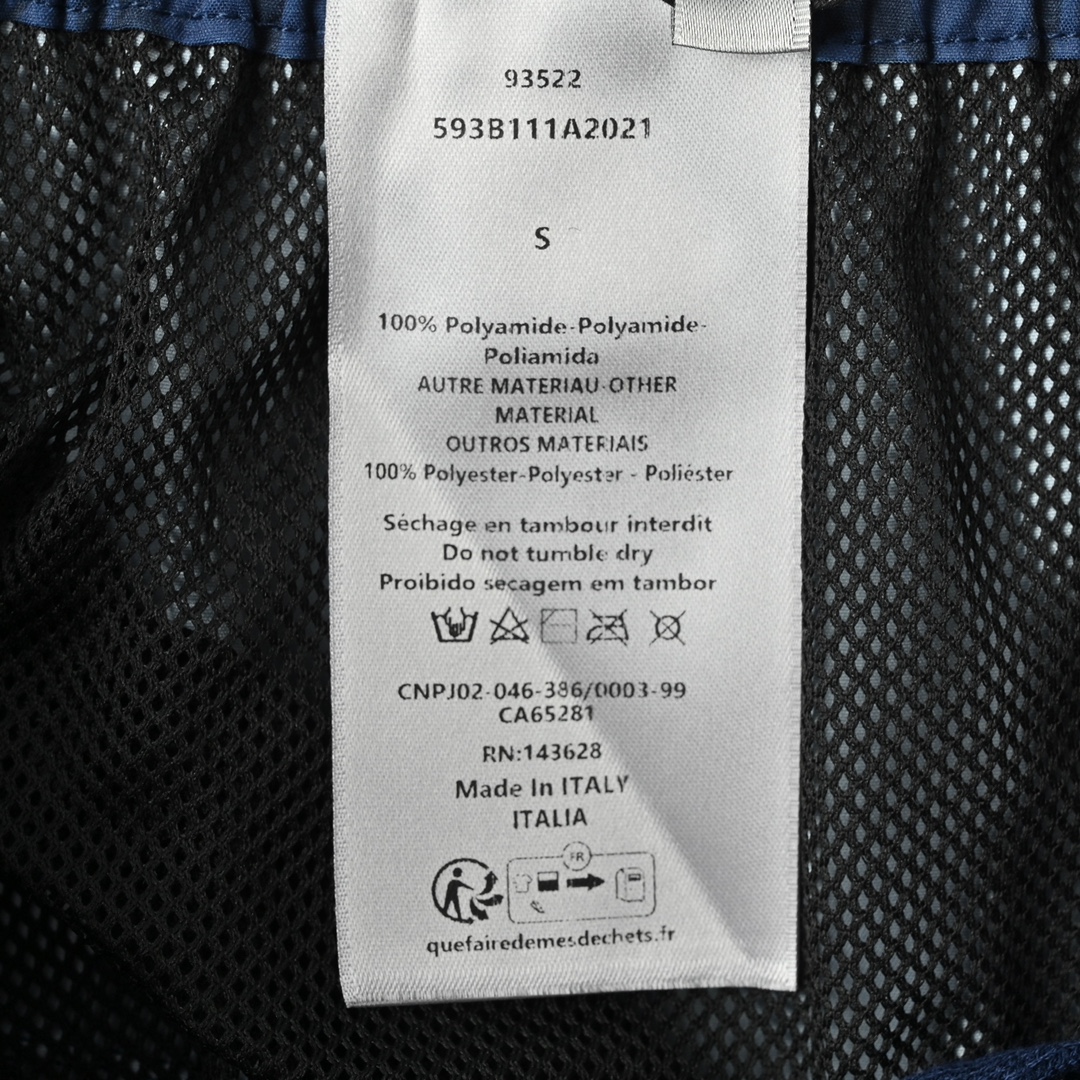 93522
593B111A2021
S
100% Polyamide-Polyamide-
Poliamida
AUTRE MATERIAU-OTHER
MATERIAL
OUTROS MATERIAIS
100% Polyester-Polyester - Poliéster
Séchage en tambour interdit
Do not tumble dry
Proibido secagem em tambor
CNPJ02-046-386/0003-99
CA65281
RN:143628
Made In ITALY
ITALIA
FR
quefairedemesdechets.fr